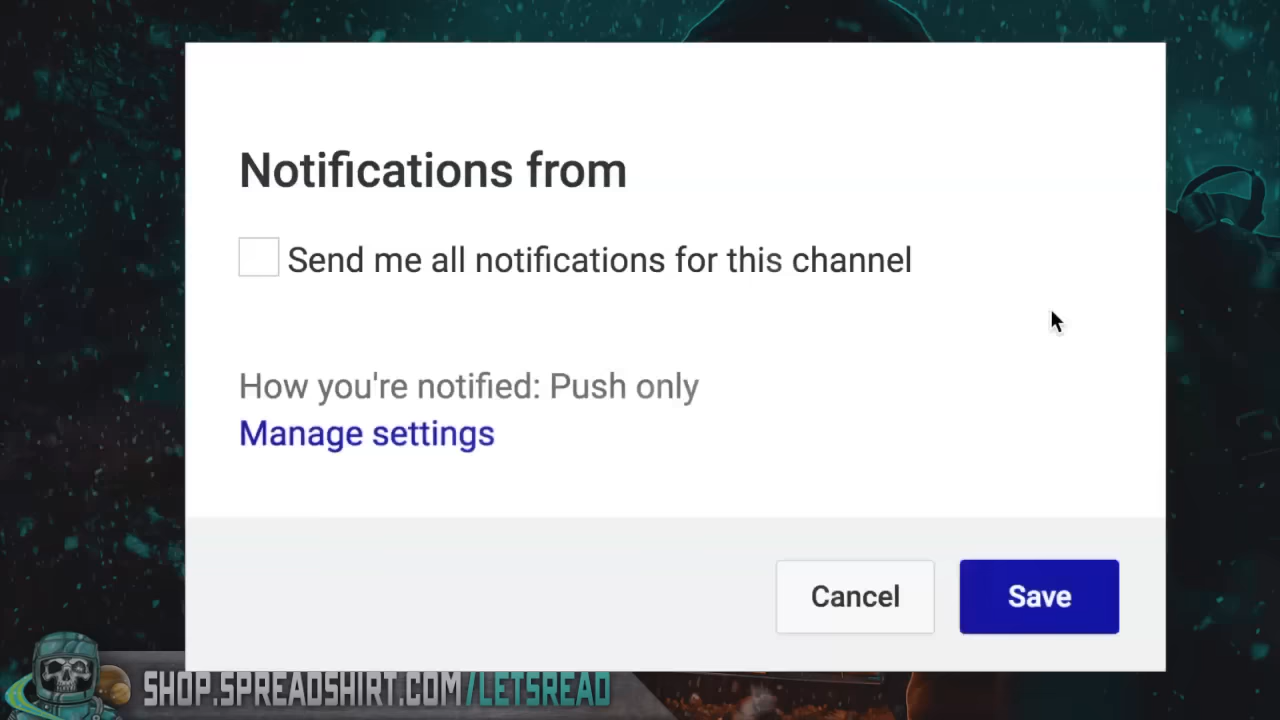 Notifications from
Send me all notifications for this channel
How you're notified: Push only
Manage settings
Cancel
Save
SHOP.SPREADSHIRT.COM/LETSREAD